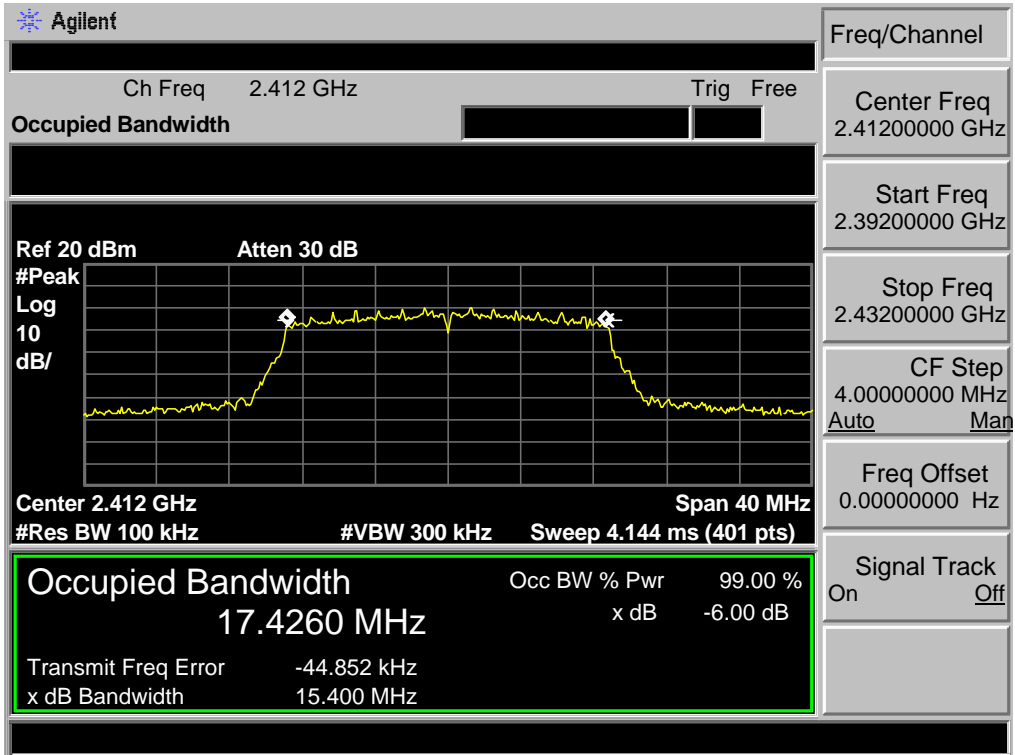 Agilent
Freq/Channel
Ch Freq 2.412 GHz Trig Free
Occupied Bandwidth
Center Freq
2.41200000 GHz
Start Freq
2.39200000 GHz
Stop Freq
2.43200000 GHz
CF Step
4.00000000 MHz
Auto Man
Freq Offset
0.00000000 Hz
Signal Track
On Off
Ref 20 dBm Atten 30 dB
#Peak
Log
10
dB/
Center 2.412 GHz Span 40 MHz
#Res BW 100 kHz #VBW 300 kHz Sweep 4.144 ms (401 pts)
Occupied Bandwidth Occ BW % Pwr 99.00 %
17.4260 MHz x dB -6.00 dB
Transmit Freq Error -44.852 kHz
x dB Bandwidth 15.400 MHz